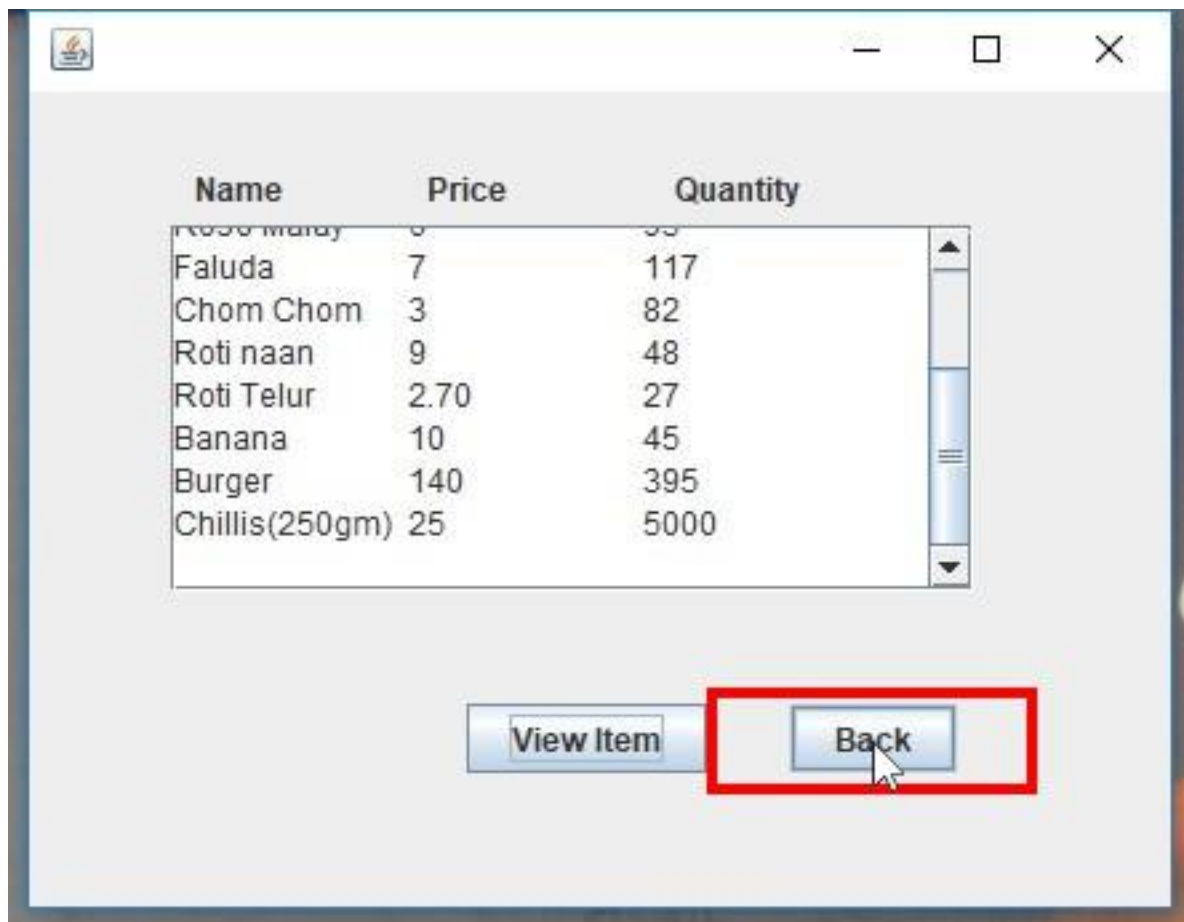 Name Price Quantity
Faluda 7 117
Chom Chom 3 82
Roti naan 9 48
Roti Telur 2.70 27
Banana 10 45
Burger 140 395
Chillis(250gm) 25 5000
View Item Back